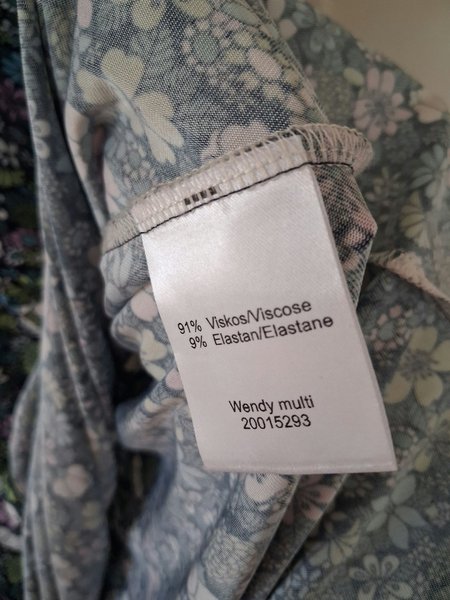 91% Viskos/Viscose
9% Elastan/Elastane
Wendy multi
20015293